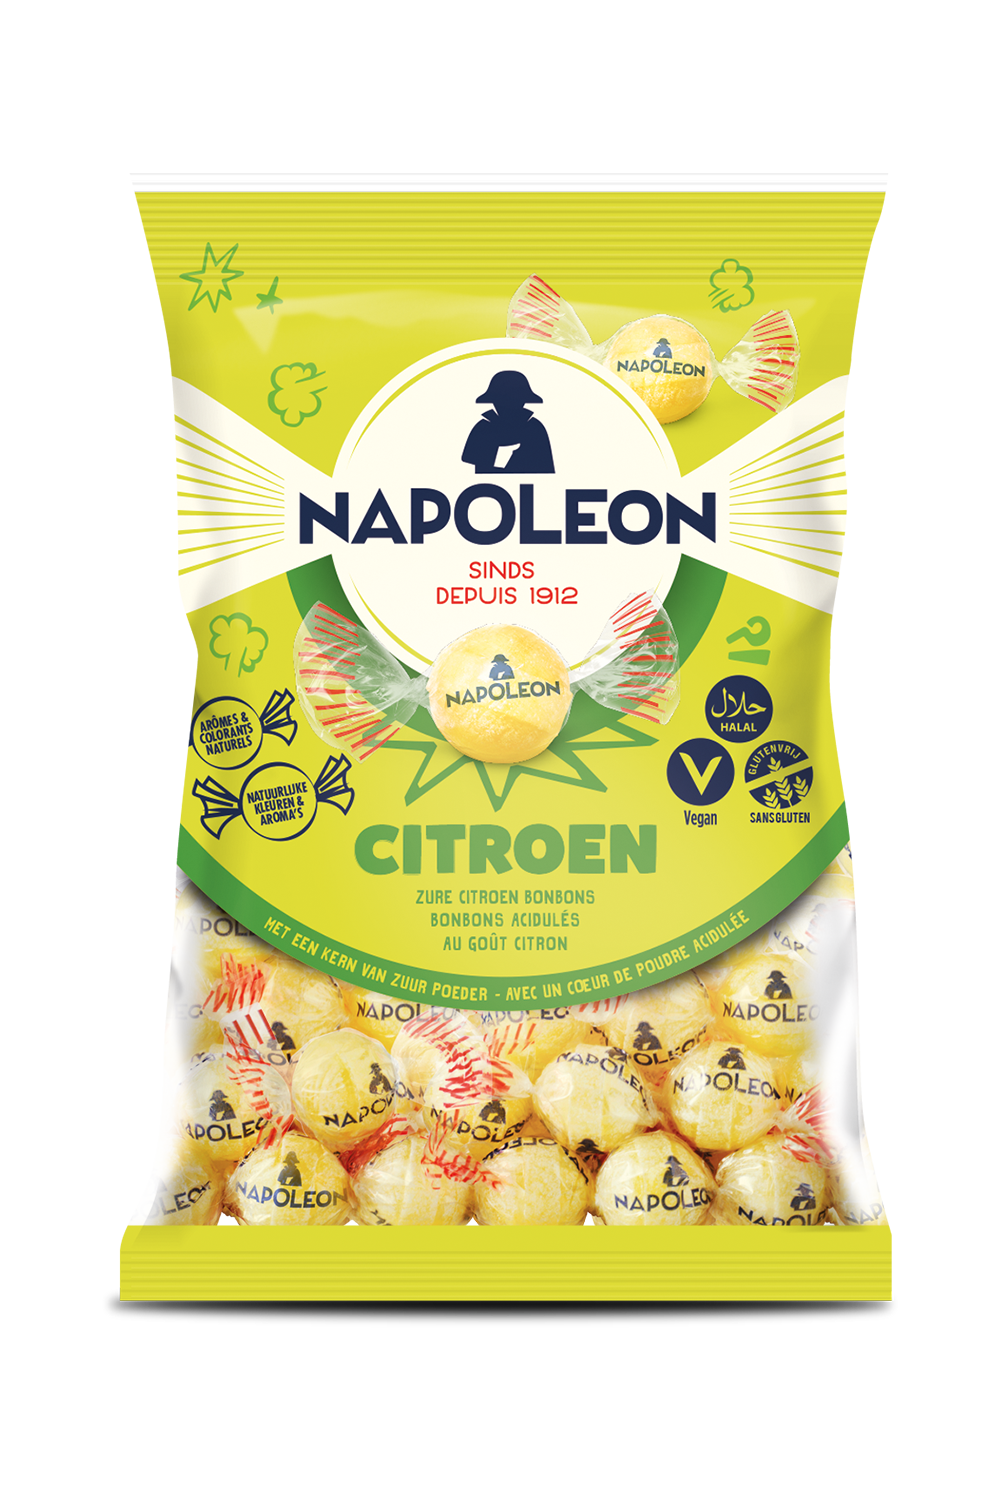 NAPOLEON
NAPOLEON
SINDS
DEPUIS 1912
NAPOLEON
ARÔMES &
COLORANTS
NATURELS
NATUURLIJKE
KLEUREN &
AROMA'S
حلال
HALAL
V
Vegan
GLUTENVRIJ
SANS GLUTEN
CITROEN
ZURE CITROEN BONBONS
BONBONS ACIDULÉS
AU GOÛT CITRON
MET EEN KERN VAN ZUUR POEDER - AVEC UN CŒUR DE POUDRE ACIDULÉE
NAPOLEON
NAPOLEON
NAPOLEON